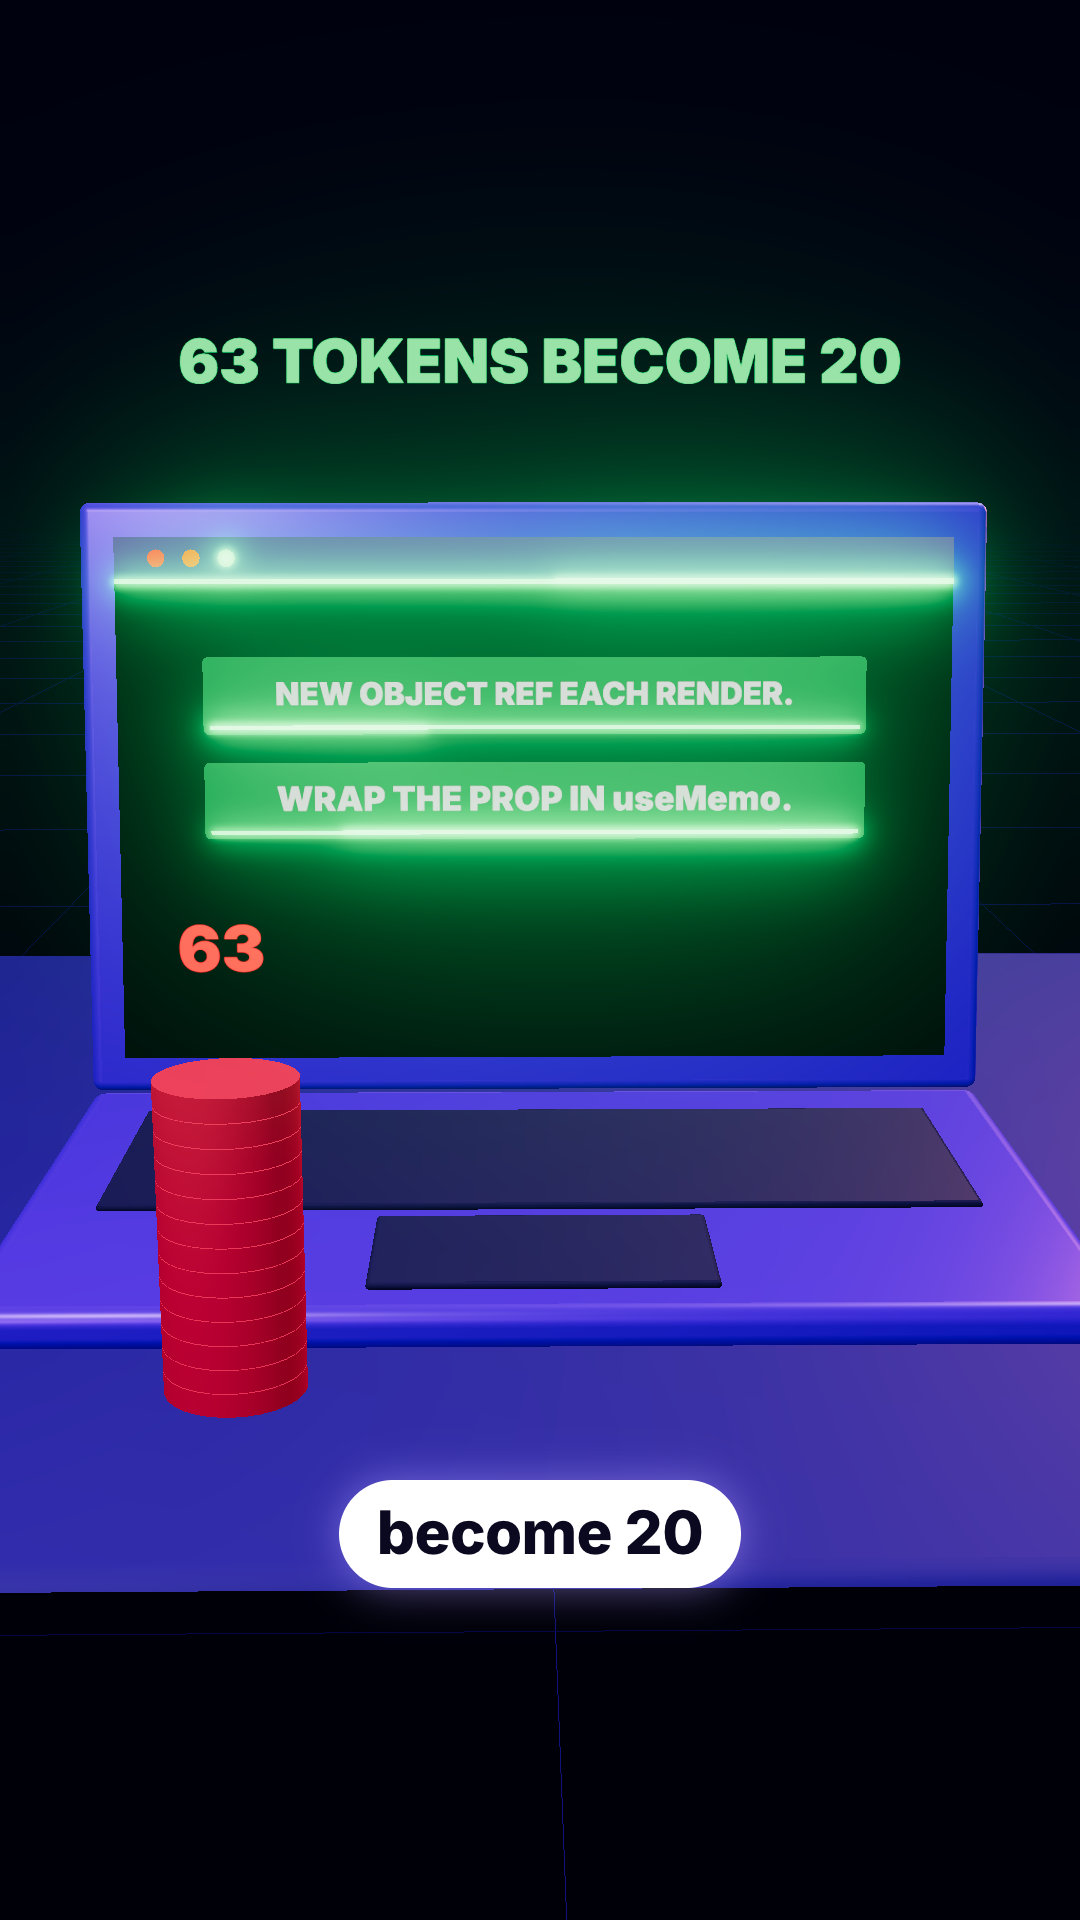 63 TOKENS BECOME 20
NEW OBJECT REF EACH RENDER.
WRAP THE PROP IN useMemo.
63
become 20